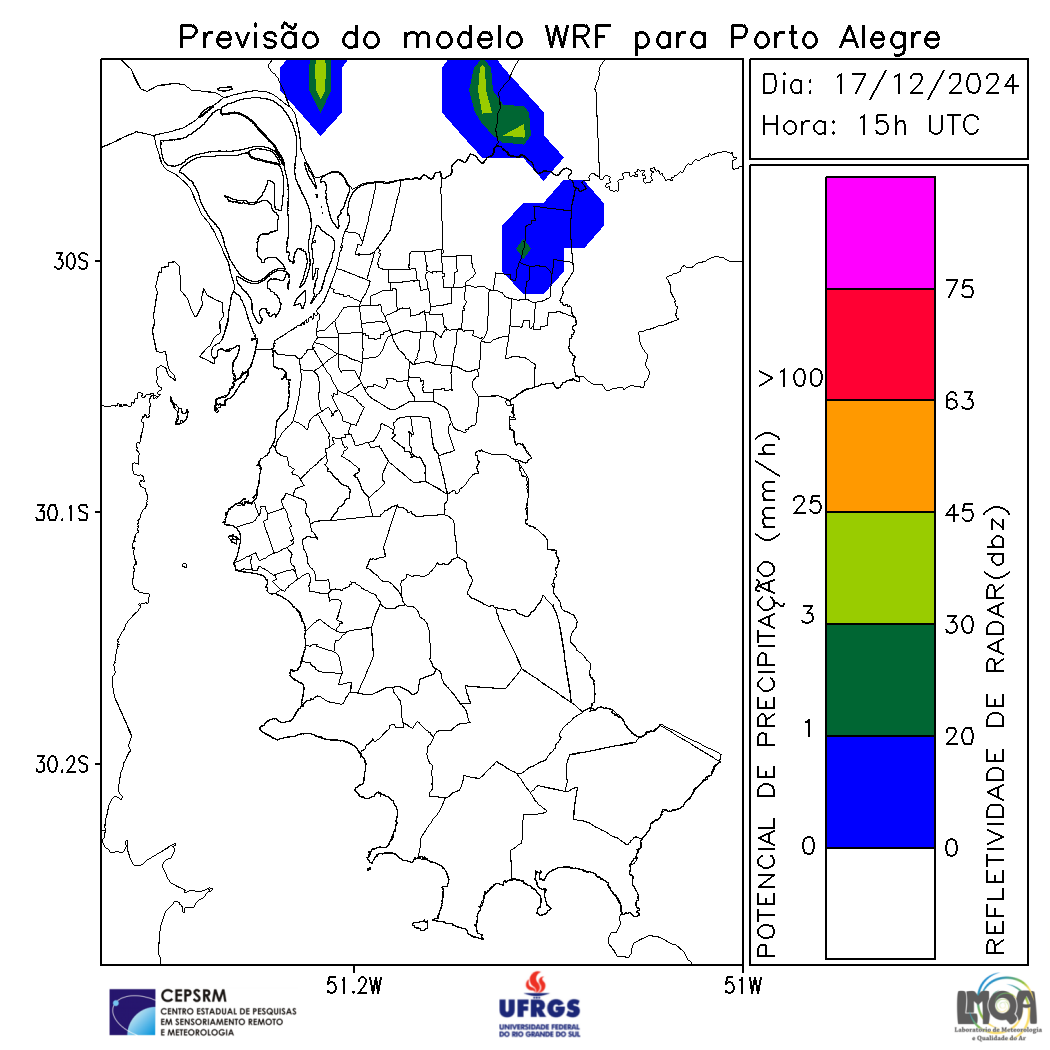 Previsão do modelo WRF para Porto Alegre
Dia: 17/12/2024
Hora: 15h UTC
30S
30.1S
30.2S
51.2W
51W
POTENCIAL DE PRECIPITAÇÃO (mm/h)
>100
25
3
1
0
75
63
45
30
20
0
REFLETIVIDADE DE RADAR(dbz)
CEPSRM
CENTRO ESTADUAL DE PESQUISAS
EM SENSORIAMENTO REMOTO
E METEOROLOGIA
UFRGS
UNIVERSIDADE FEDERAL
DO RIO GRANDE DO SUL
LMQA
Laboratório de Meteorologia
e Qualidade do Ar